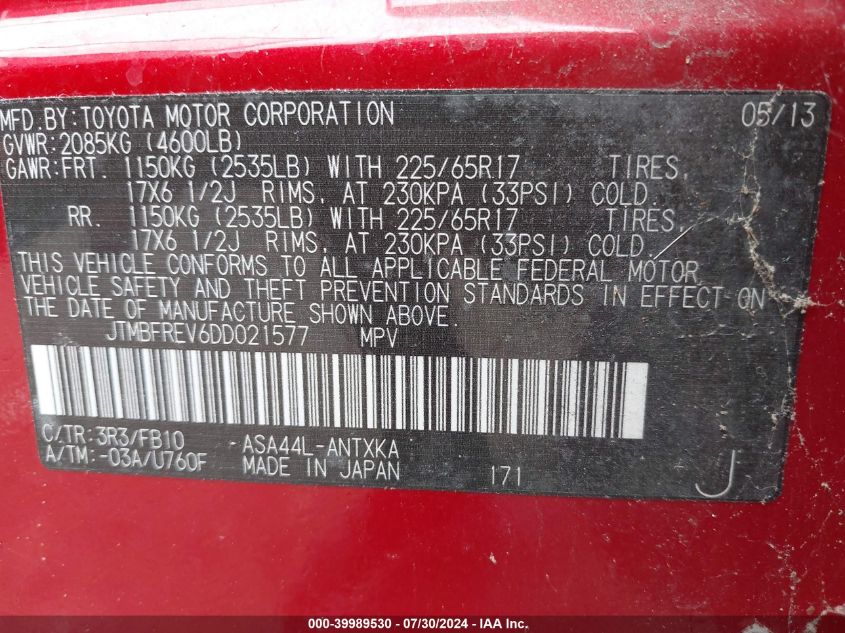 MFD.BY:TOYOTA MOTOR CORPORATION 05/13
GVWR:2085KG (4600LB)
GAWR:FRT. 1150KG (2535LB) WITH 225/65R17 TIRES,
17X6 1/2J RIMS, AT 230KPA (33PSI) COLD.
RR. 1150KG (2535LB) WITH 225/65R17 TIRES,
17X6 1/2J RIMS, AT 230KPA (33PSI) COLD.
THIS VEHICLE CONFORMS TO ALL APPLICABLE FEDERAL MOTOR
VEHICLE SAFETY AND THEFT PREVENTION STANDARDS IN EFFECT ON
THE DATE OF MANUFACTURE SHOWN ABOVE.
JTMBFREV6DD021577 MPV
C/TR:3R3/FB10 ASA44L-ANTXKA
A/TM:-03A/U760F MADE IN JAPAN 171 J
000-39989530 - 07/30/2024 - IAA Inc.